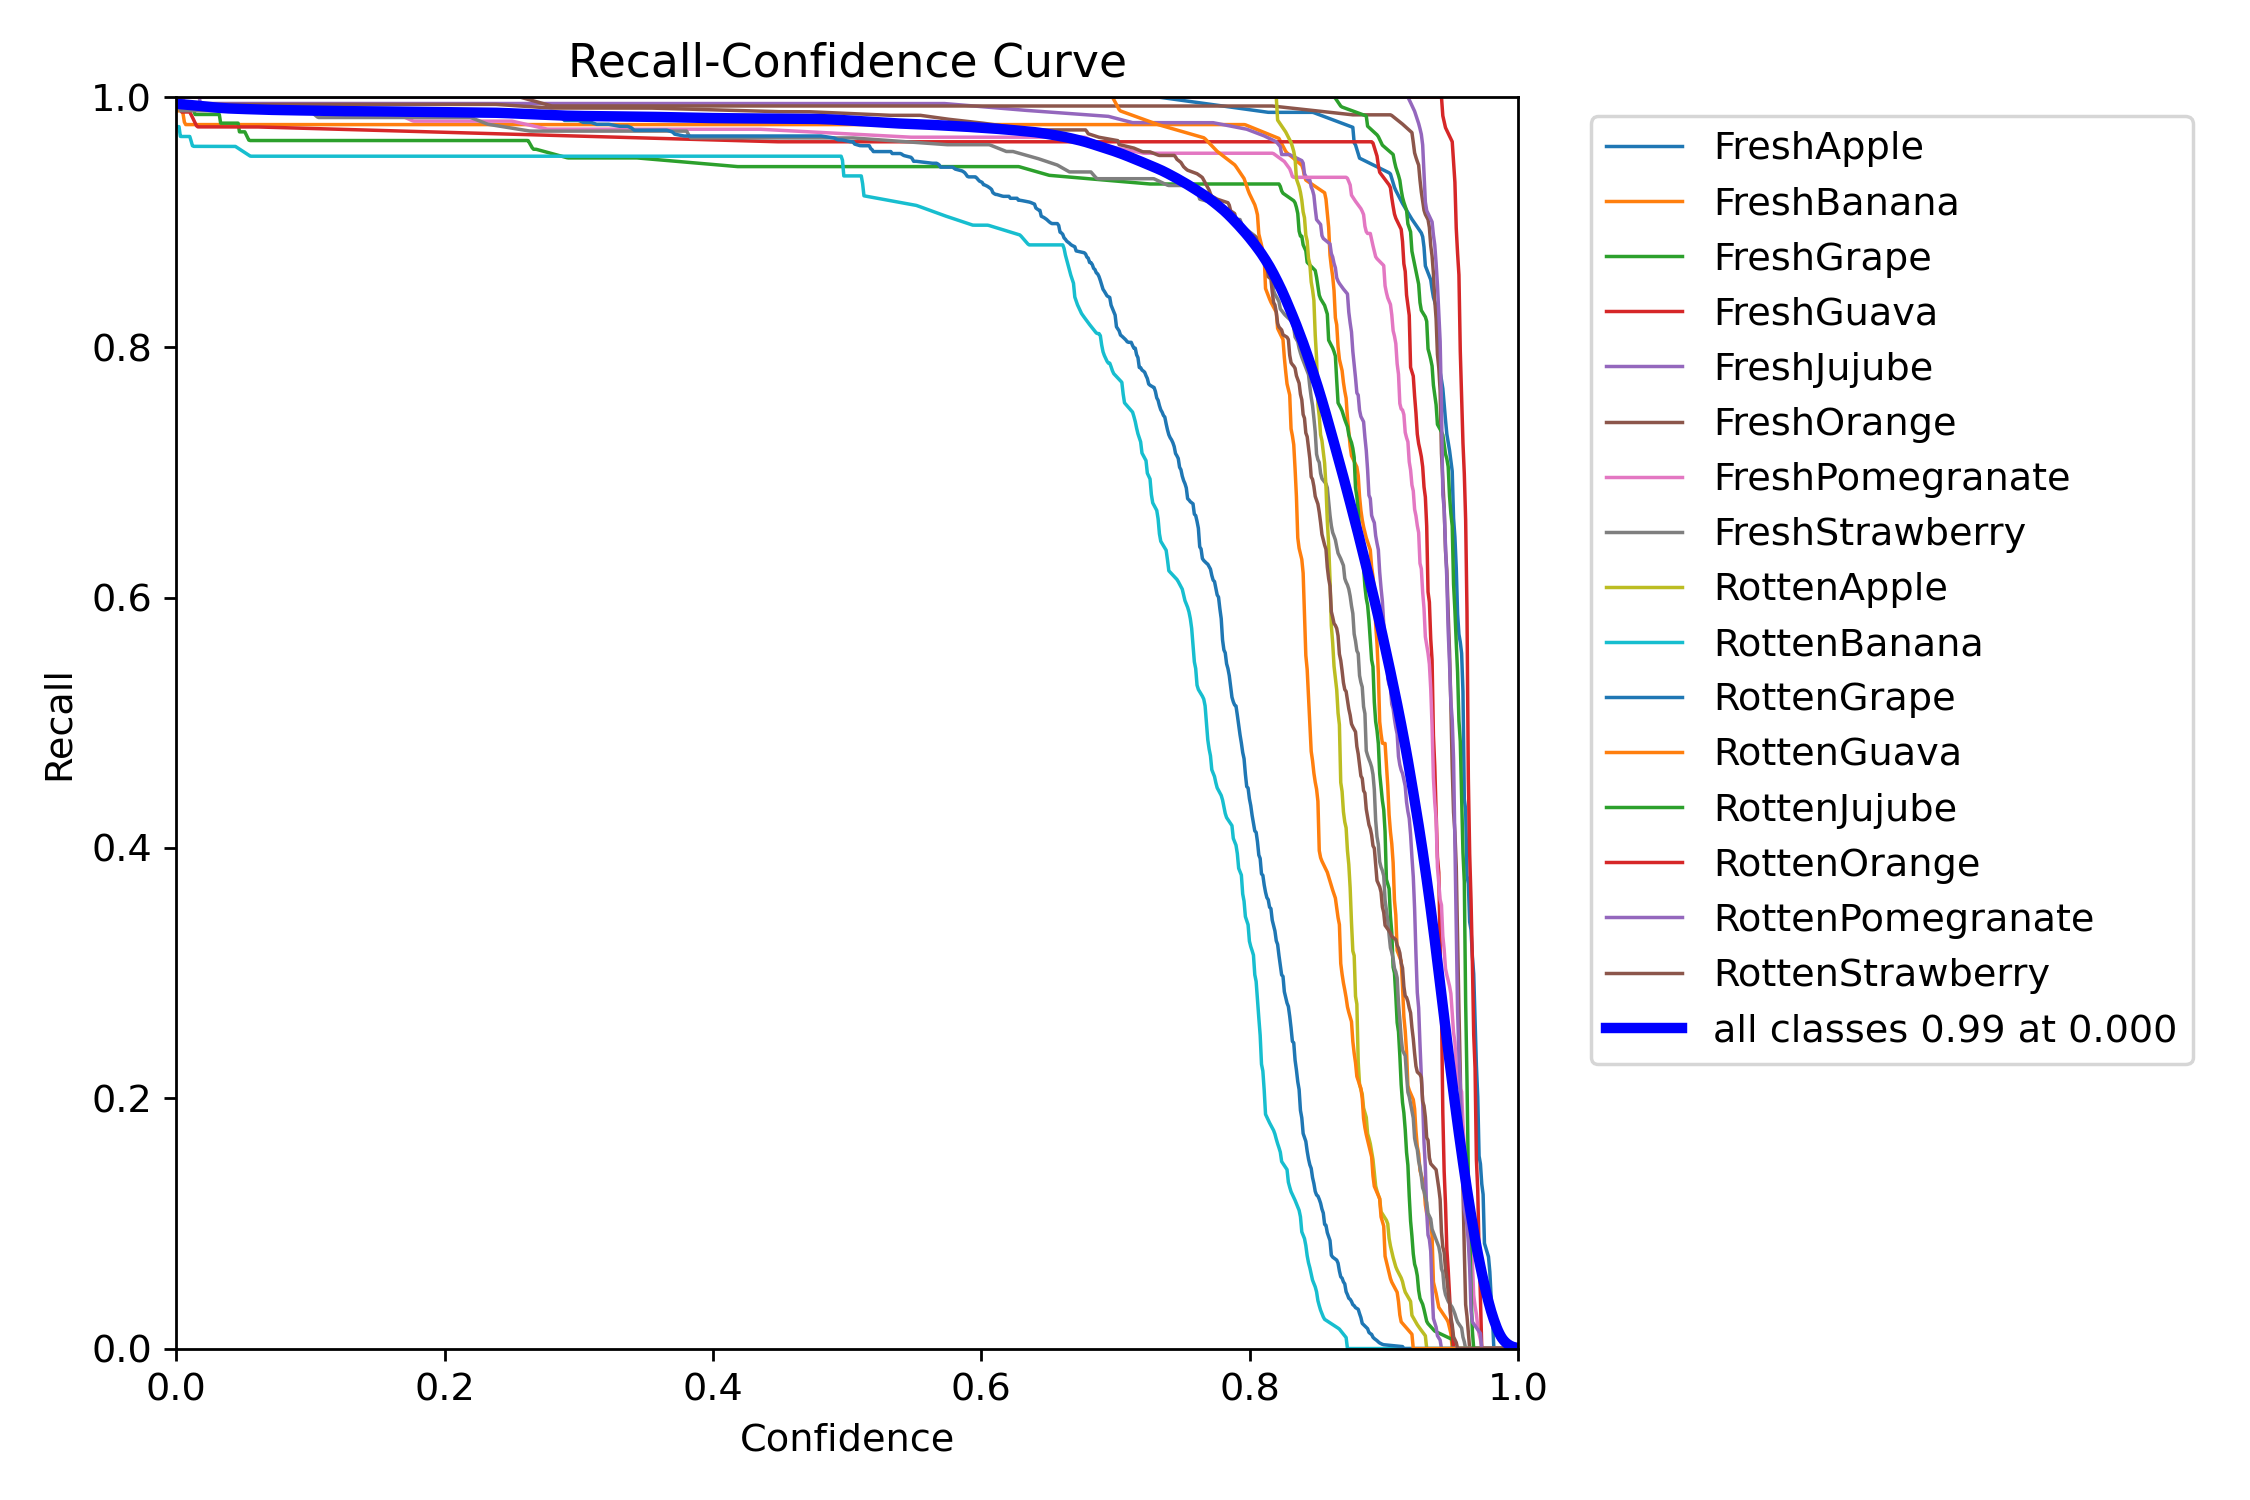 Recall-Confidence Curve
1.0
0.8
0.6
0.4
0.2
0.0
Recall
0.0 0.2 0.4 0.6 0.8 1.0
Confidence
FreshApple
FreshBanana
FreshGrape
FreshGuava
FreshJujube
FreshOrange
FreshPomegranate
FreshStrawberry
RottenApple
RottenBanana
RottenGrape
RottenGuava
RottenJujube
RottenOrange
RottenPomegranate
RottenStrawberry
all classes 0.99 at 0.000